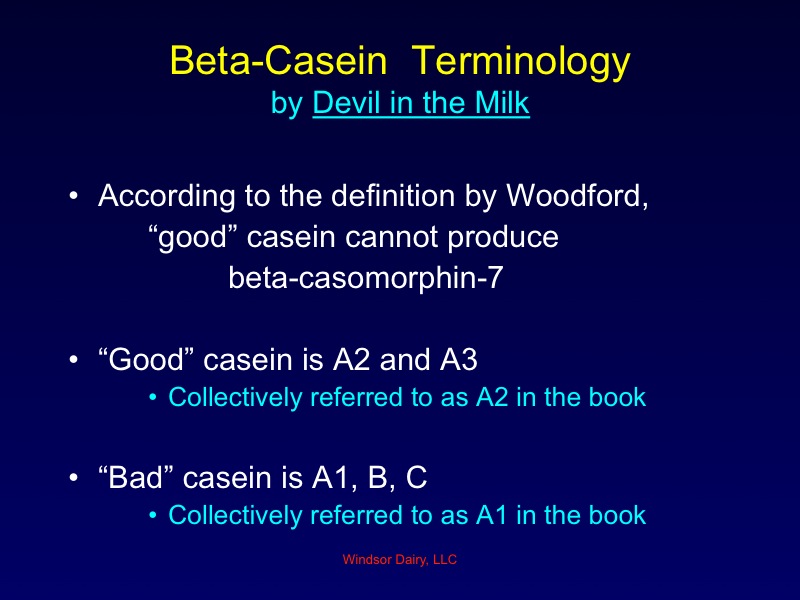 Beta-Casein Terminology
by Devil in the Milk
• According to the definition by Woodford,
“good” casein cannot produce
beta-casomorphin-7
• “Good” casein is A2 and A3
• Collectively referred to as A2 in the book
• “Bad” casein is A1, B, C
• Collectively referred to as A1 in the book
Windsor Dairy, LLC